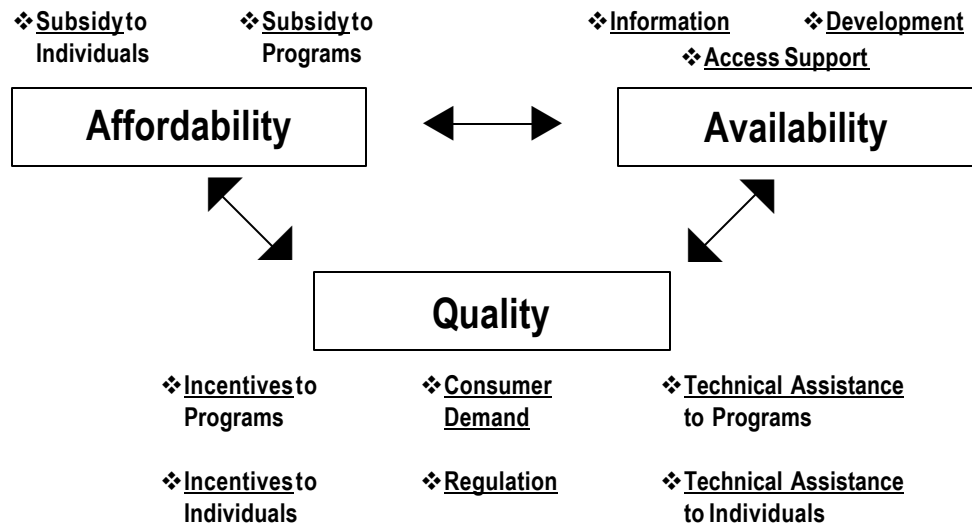 ❖Subsidy to ❖Subsidy to ❖Information ❖Development
Individuals Programs
❖Access Support
Affordability Availability
Quality
❖Incentives to ❖Consumer ❖Technical Assistance
Programs Demand to Programs
❖Incentives to ❖Regulation ❖Technical Assistance
Individuals to Individuals